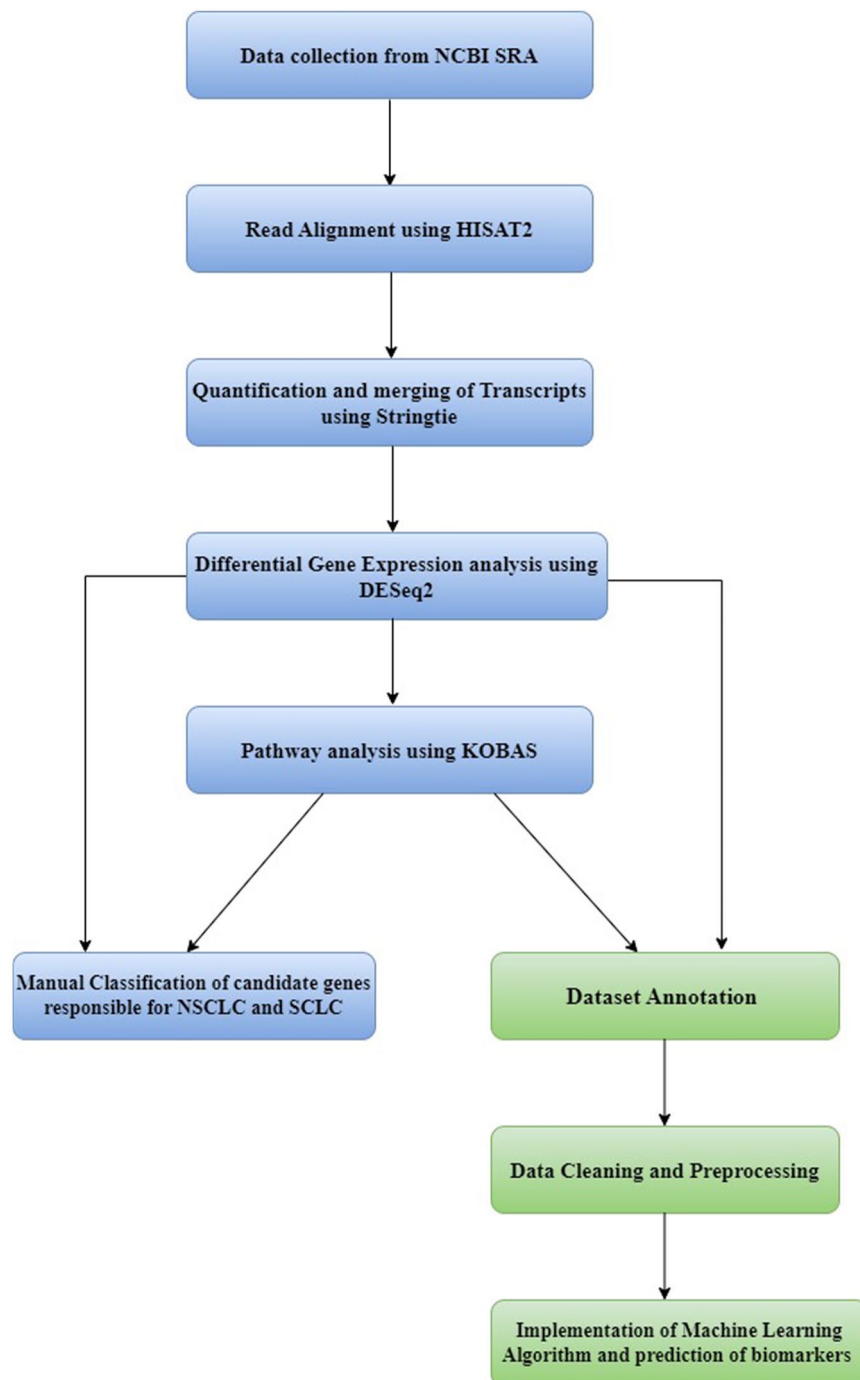 Data collection from NCBI SRA
Read Alignment using HISAT2
Quantification and merging of Transcripts
using Stringtie
Differential Gene Expression analysis using
DESeq2
Pathway analysis using KOBAS
Manual Classification of candidate genes
responsible for NSCLC and SCLC
Dataset Annotation
Data Cleaning and Preprocessing
Implementation of Machine Learning
Algorithm and prediction of biomarkers